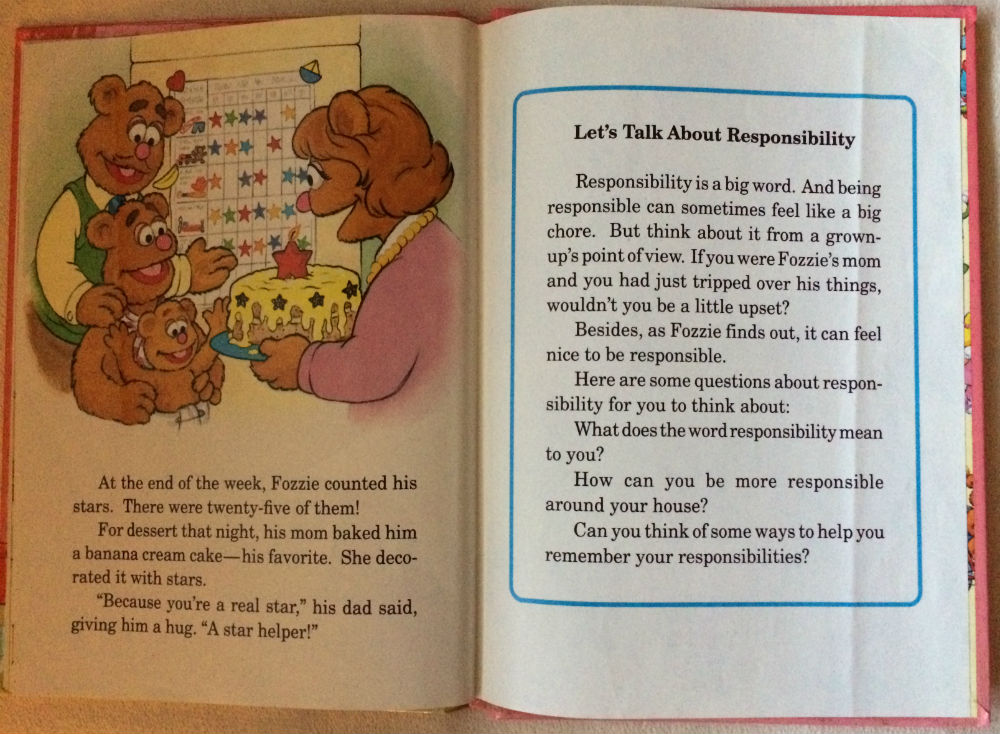 At the end of the week, Fozzie counted his
stars. There were twenty-five of them!
For dessert that night, his mom baked him
a banana cream cake—his favorite. She deco-
rated it with stars.
“Because you’re a real star,” his dad said,
giving him a hug. “A star helper!”
Let’s Talk About Responsibility
Responsibility is a big word. And being
responsible can sometimes feel like a big
chore. But think about it from a grown-
up’s point of view. If you were Fozzie’s mom
and you had just tripped over his things,
wouldn’t you be a little upset?
Besides, as Fozzie finds out, it can feel
nice to be responsible.
Here are some questions about respon-
sibility for you to think about:
What does the word responsibility mean
to you?
How can you be more responsible
around your house?
Can you think of some ways to help you
remember your responsibilities?